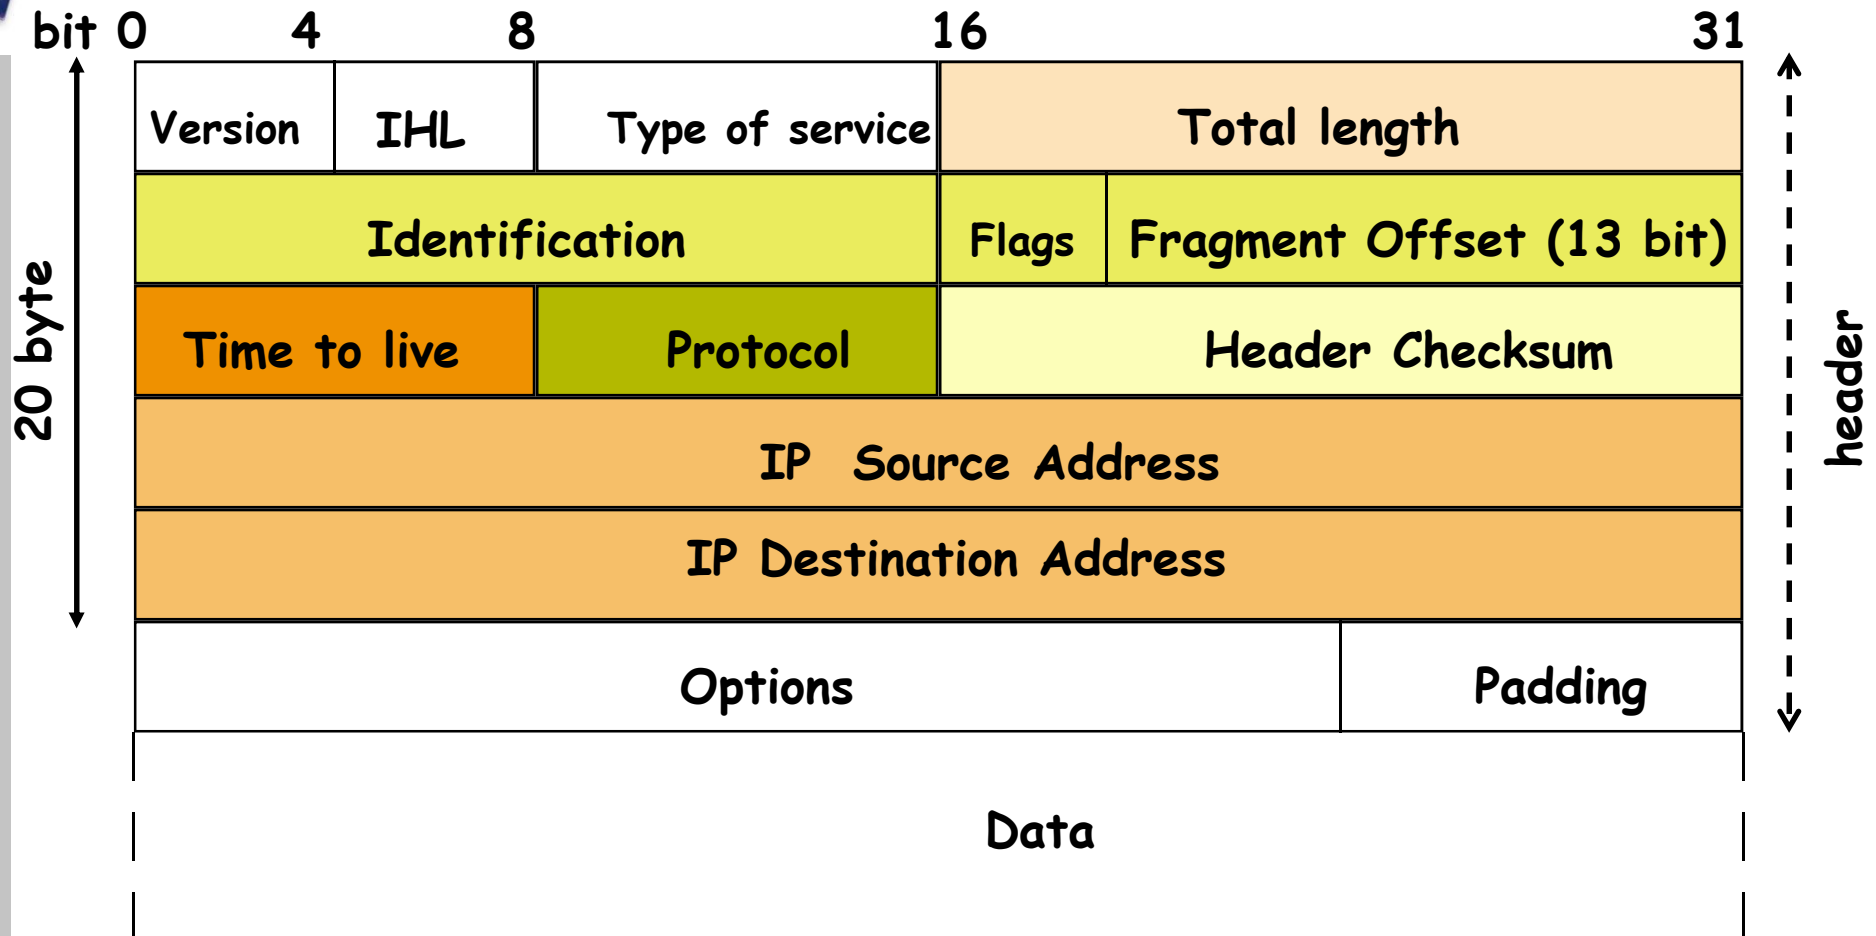 bit 0 4 8 16 31
Version IHL Type of service Total length
Identification Flags Fragment Offset (13 bit)
Time to live Protocol Header Checksum
IP Source Address
IP Destination Address
Options Padding
Data
20 byte
header